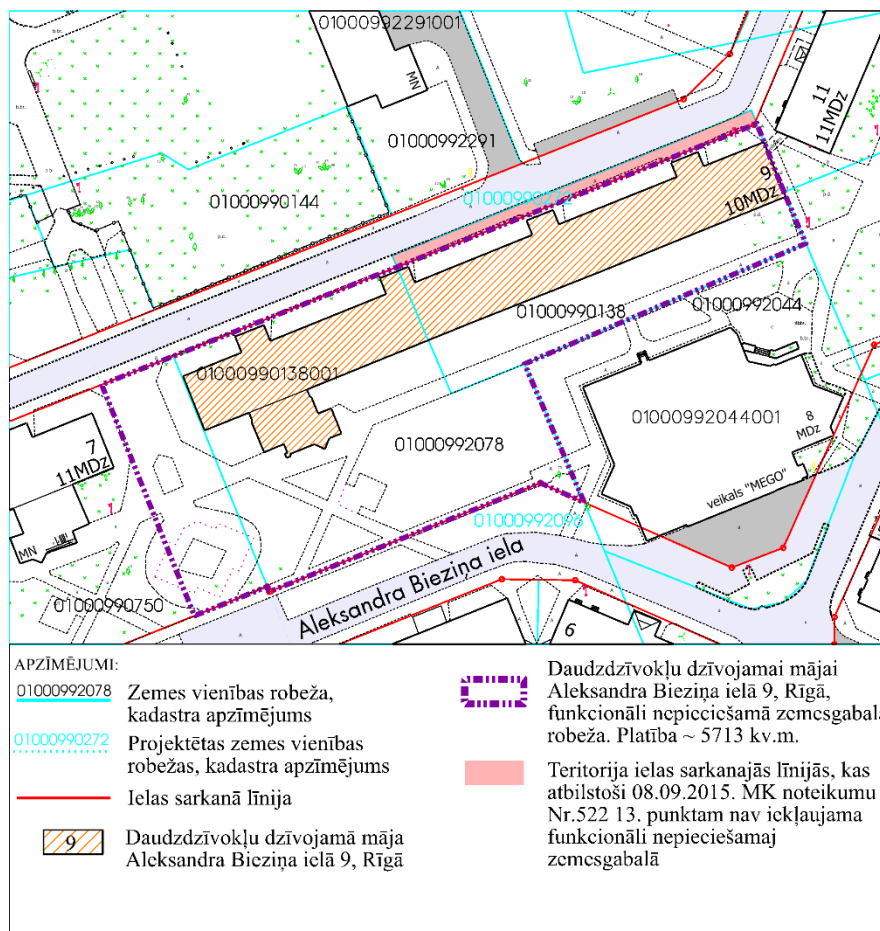 01000992291001
MN
11
11MDz
01000992291
01000990144
01000990272
9
10MDz
01000990138
01000992044
01000990138001
01000992044001
8
MDz
7
11MDz
01000992078
veikals "MEGO"
01000992096
MN
Aleksandra Bieziņa iela
01000990750
6
APZĪMĒJUMI:
01000992078 Zemes vienības robeža,
kadastra apzīmējums
01000990272 Projektētas zemes vienības
robežas, kadastra apzīmējums
Ielas sarkanā līnija
9 Daudzdzīvokļu dzīvojamā māja
Aleksandra Bieziņa ielā 9, Rīgā
Daudzdzīvokļu dzīvojamai mājai
Aleksandra Bieziņa ielā 9, Rīgā,
funkcionāli nepieciešamā zemesgabala
robeža. Platība ~ 5713 kv.m.
Teritorija ielas sarkanajās līnijās, kas
atbilstoši 08.09.2015. MK noteikumu
Nr.522 13. punktam nav iekļaujama
funkcionāli nepieciešamaj
zemesgabalā